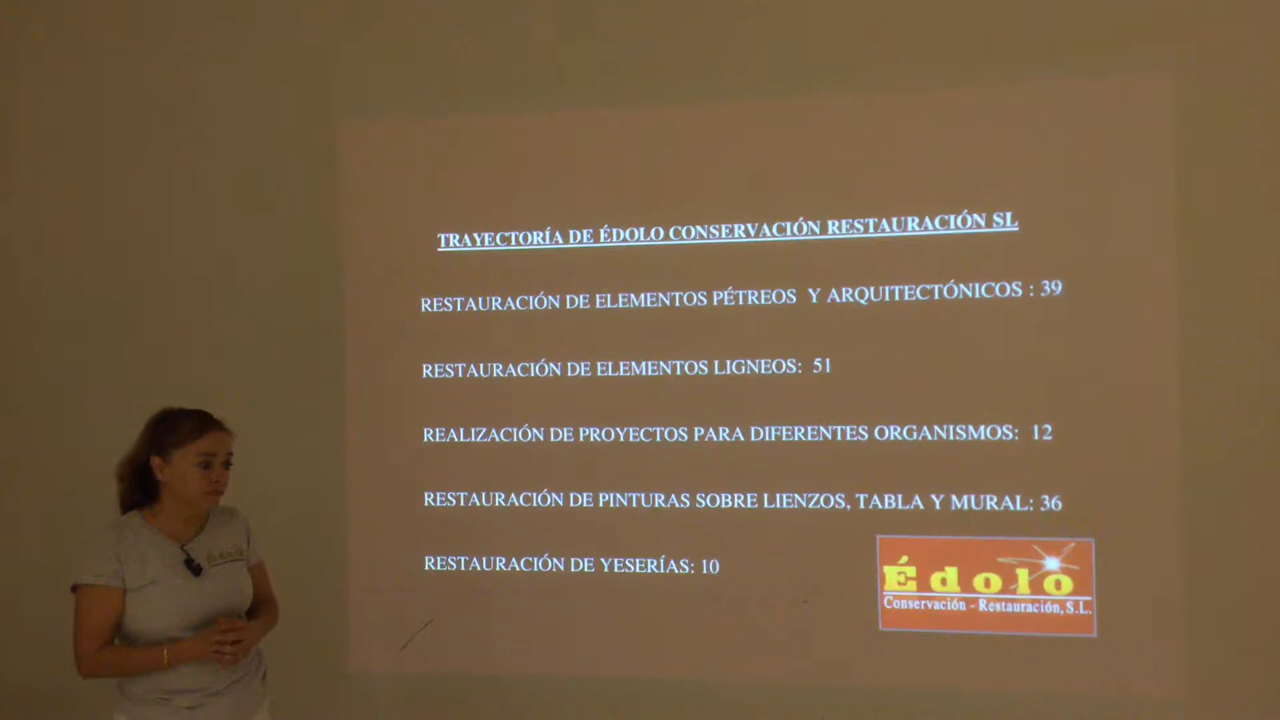 TRAYECTORÍA DE ÉDOLO CONSERVACIÓN RESTAURACIÓN SL
RESTAURACIÓN DE ELEMENTOS PÉTREOS Y ARQUITECTÓNICOS : 39
RESTAURACIÓN DE ELEMENTOS LIGNEOS: 51
REALIZACIÓN DE PROYECTOS PARA DIFERENTES ORGANISMOS: 12
RESTAURACIÓN DE PINTURAS SOBRE LIENZOS, TABLA Y MURAL: 36
RESTAURACIÓN DE YESERÍAS: 10
Édolo
Conservación - Restauración, S.L.